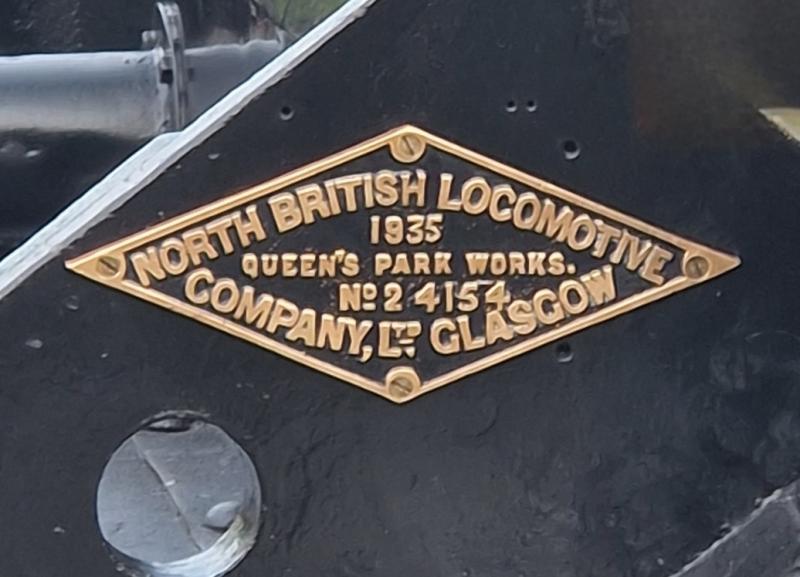 NORTH BRITISH LOCOMOTIVE
1935
QUEEN'S PARK WORKS.
No 24154
COMPANY, LTD GLASGOW